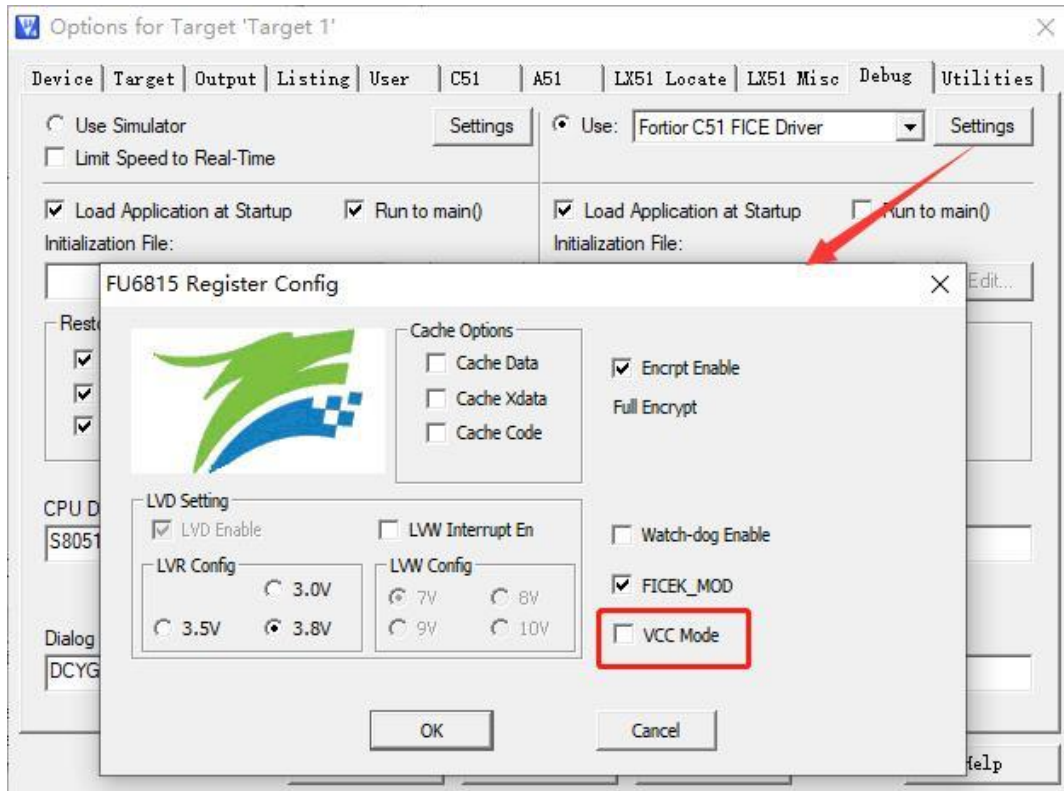 Options for Target 'Target 1'
Device Target Output Listing User C51 A51 LX51 Locate LX51 Misc Debug Utilities
Use Simulator Settings Use: Fortior C51 FICE Driver Settings
Limit Speed to Real-Time
Load Application at Startup Run to main() Load Application at Startup Run to main()
Initialization File: Initialization File:
Edit...
FU6815 Register Config
Cache Options
Cache Data
Cache Xdata
Cache Code
Encrpt Enable
Full Encrypt
LVD Setting
LVD Enable LVW Interrupt En
LVR Config
3.0V
3.5V 3.8V
LVW Config
7V 8V
9V 10V
Watch-dog Enable
FICEK_MOD
VCC Mode
OK Cancel
CPU D
S8051
Dialog
DCYG
Help